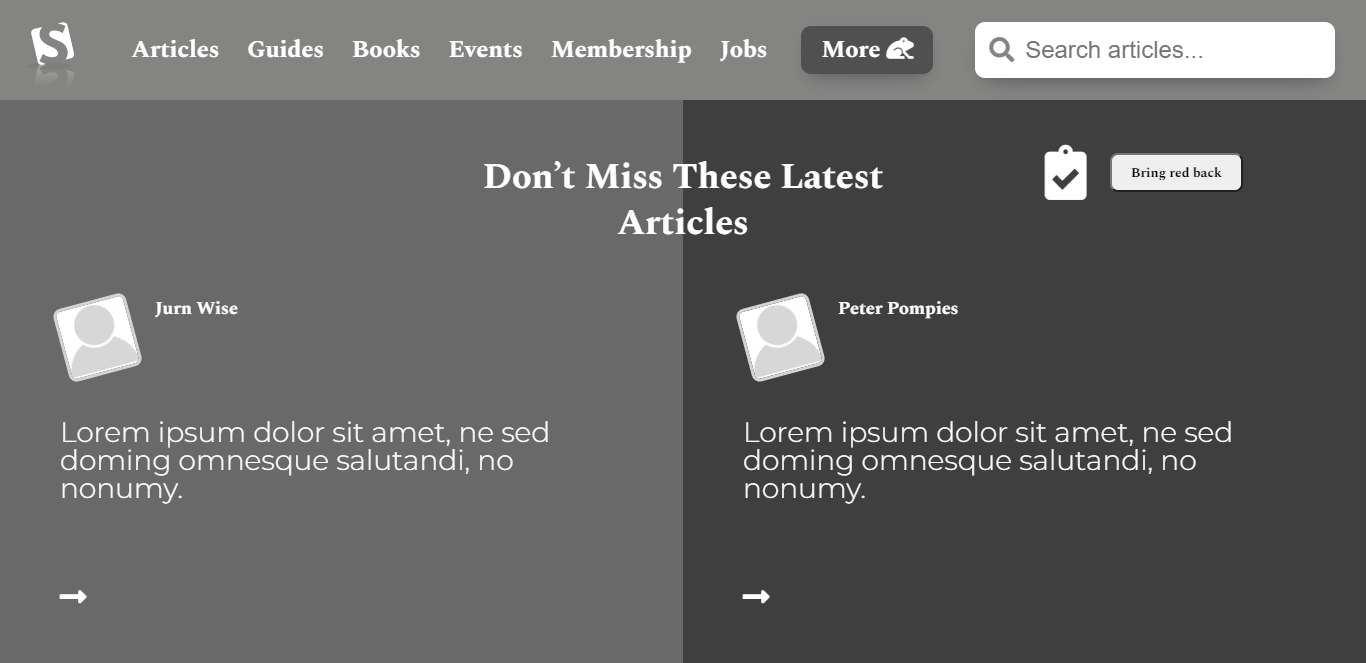 S
Articles Guides Books Events Membership Jobs More Search articles...
Don’t Miss These Latest
Articles
Bring red back
Jurn Wise
Lorem ipsum dolor sit amet, ne sed
doming omnesque salutandi, no
nonumy.
Peter Pompies
Lorem ipsum dolor sit amet, ne sed
doming omnesque salutandi, no
nonumy.